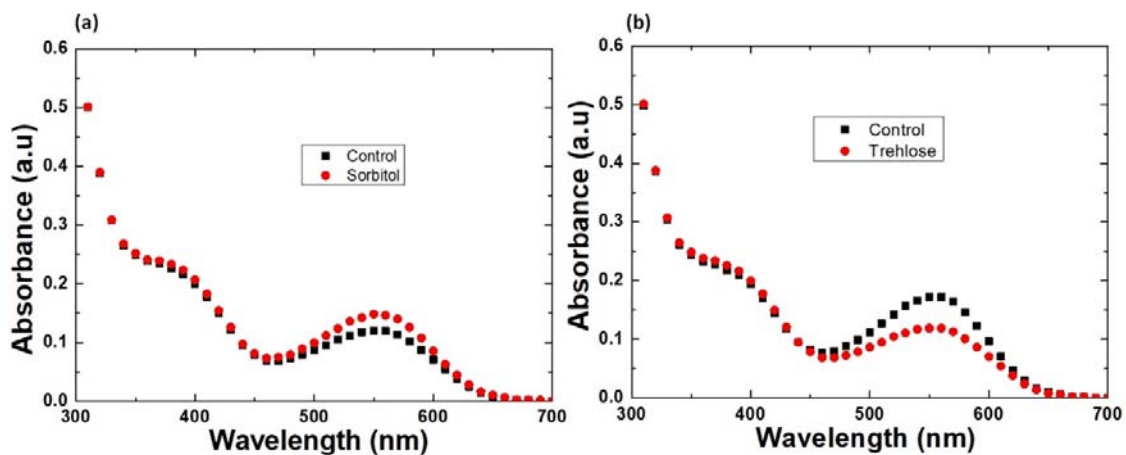 (a)
0.6
0.5
0.4
0.3
0.2
0.1
0.0
Absorbance (a.u)
Control
Sorbitol
300 400 500 600 700
Wavelength (nm)
(b)
0.6
0.5
0.4
0.3
0.2
0.1
0.0
Absorbance (a.u)
Control
Trehlose
300 400 500 600 700
Wavelength (nm)